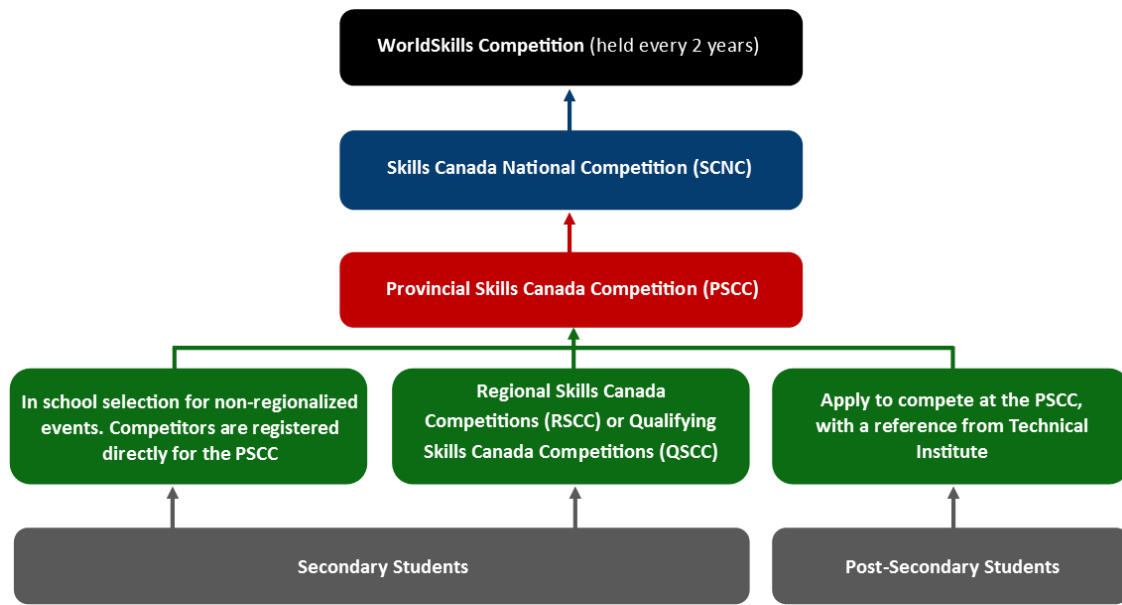 WorldSkills Competition (held every 2 years)
Skills Canada National Competition (SCNC)
Provincial Skills Canada Competition (PSCC)
In school selection for non-regionalized
events. Competitors are registered
directly for the PSCC
Regional Skills Canada
Competitions (RSCC) or Qualifying
Skills Canada Competitions (QSCC)
Apply to compete at the PSCC,
with a reference from Technical
Institute
Secondary Students
Post-Secondary Students